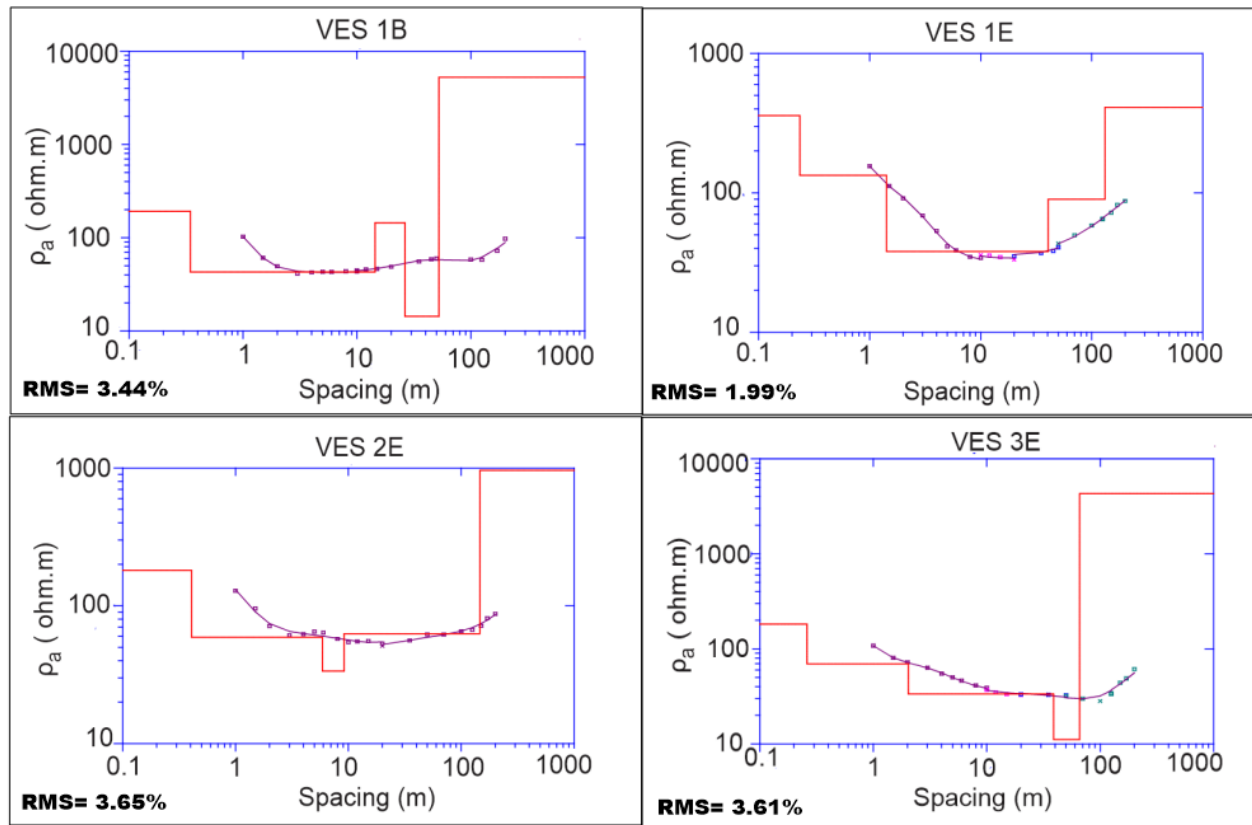 VES 1B
10000
1000
100
10
ρa ( ohm.m)
0.1 1 10 100 1000
Spacing (m)
RMS= 3.44%
VES 1E
1000
100
10
ρa ( ohm.m)
0.1 1 10 100 1000
Spacing (m)
RMS= 1.99%
VES 2E
1000
100
10
ρa ( ohm.m)
0.1 1 10 100 1000
Spacing (m)
RMS= 3.65%
VES 3E
10000
1000
100
10
ρa ( ohm.m)
0.1 1 10 100 1000
Spacing (m)
RMS= 3.61%